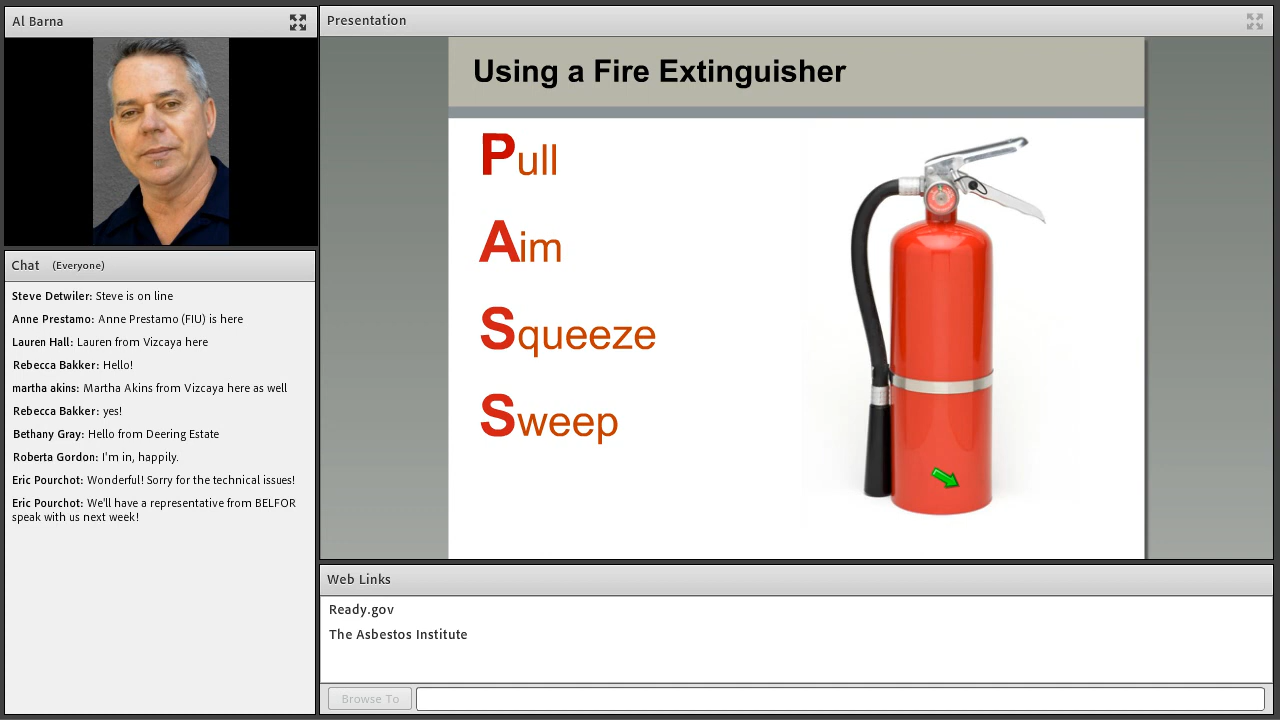 Al Barna
Chat (Everyone)
Steve Detwiler: Steve is on line
Anne Prestamo: Anne Prestamo (FIU) is here
Lauren Hall: Lauren from Vizcaya here
Rebecca Bakker: Hello!
martha akins: Martha Akins from Vizcaya here as well
Rebecca Bakker: yes!
Bethany Gray: Hello from Deering Estate
Roberta Gordon: I'm in, happily.
Eric Pourchot: Wonderful! Sorry for the technical issues!
Eric Pourchot: We'll have a representative from BELFOR
speak with us next week!
Presentation
Using a Fire Extinguisher
Pull
Aim
Squeeze
Sweep
Web Links
Ready.gov
The Asbestos Institute
Browse To